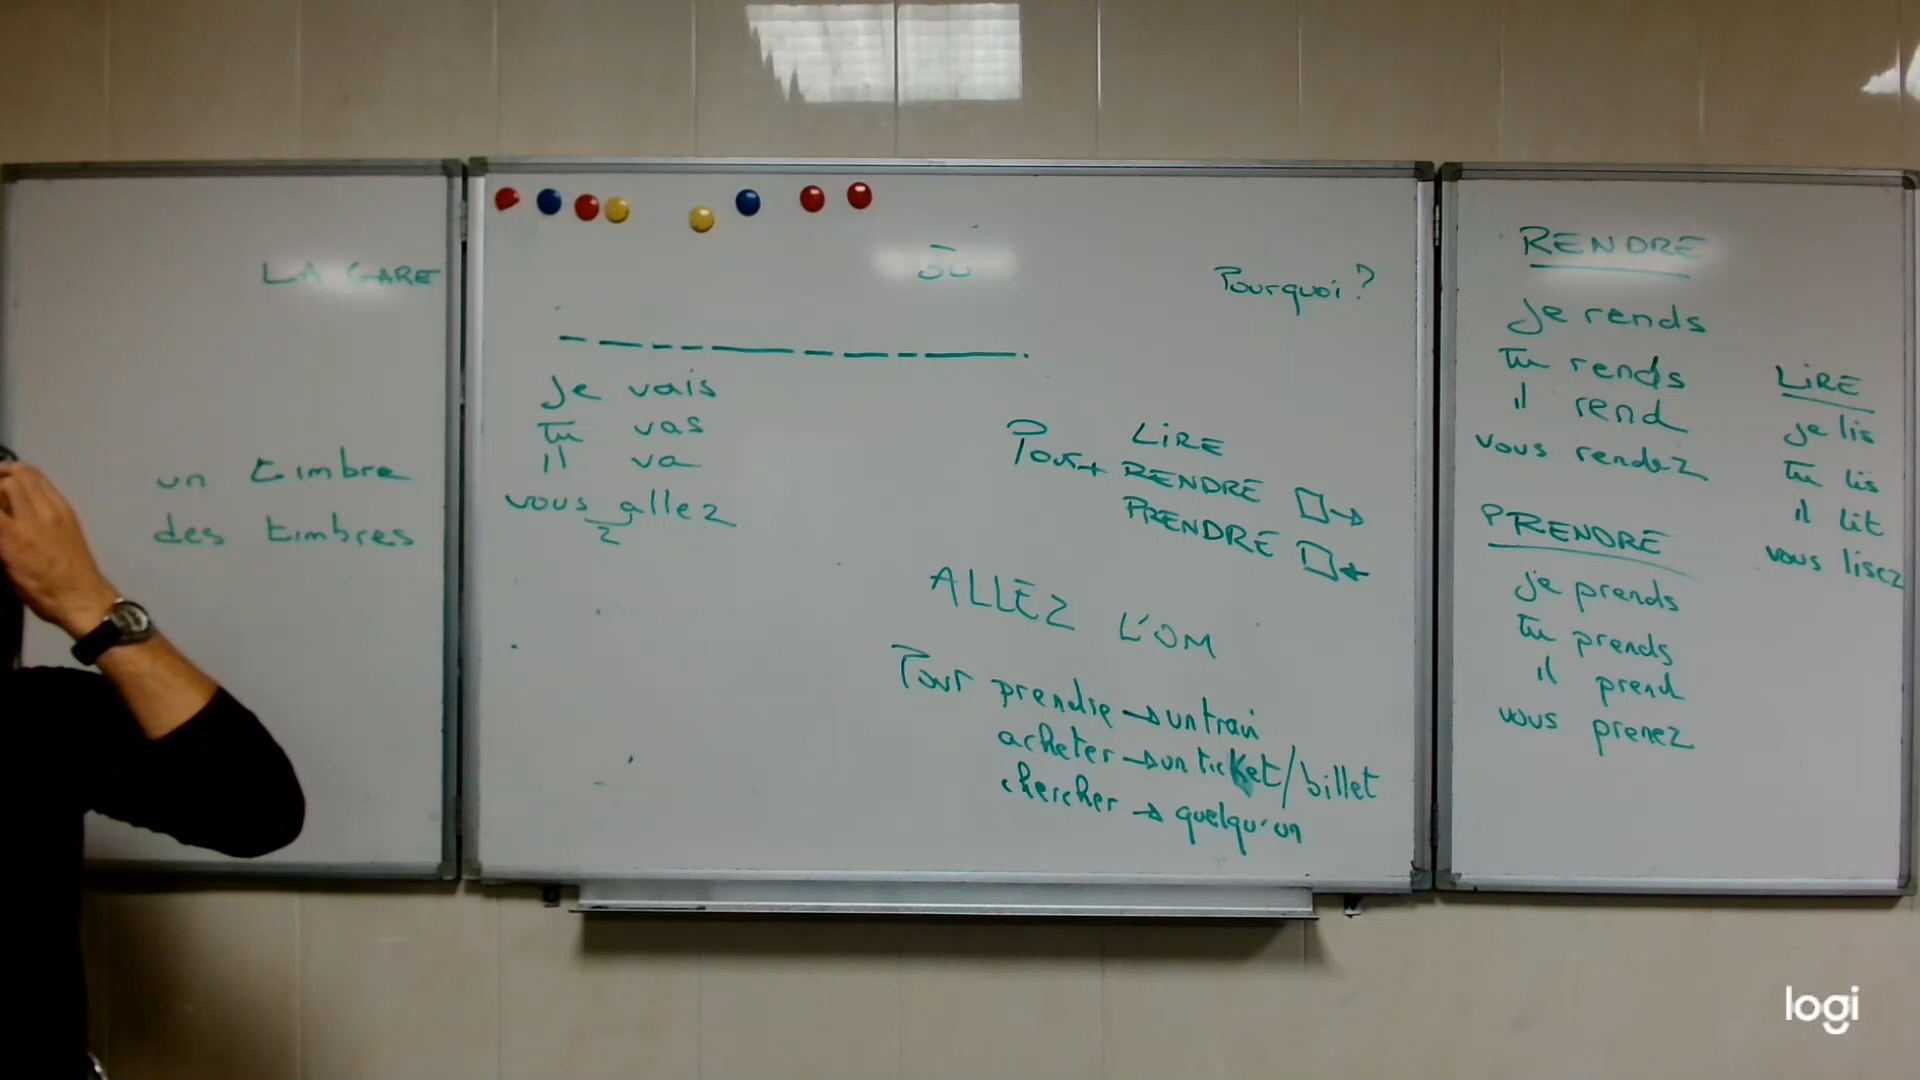 LA GARE
un timbre
des timbres
où
Pourquoi ?
je vais
tu vas
il va
vous allez
z
LIRE
Pour + RENDRE
PRENDRE
ALLEZ L'OM
Pour prendre → un train
acheter → un ticket / billet
chercher → quelqu'un
RENDRE
je rends
tu rends
il rend
vous rendez
PRENDRE
je prends
tu prends
il prend
vous prenez
LIRE
je lis
tu lis
il lit
vous lisez
logi